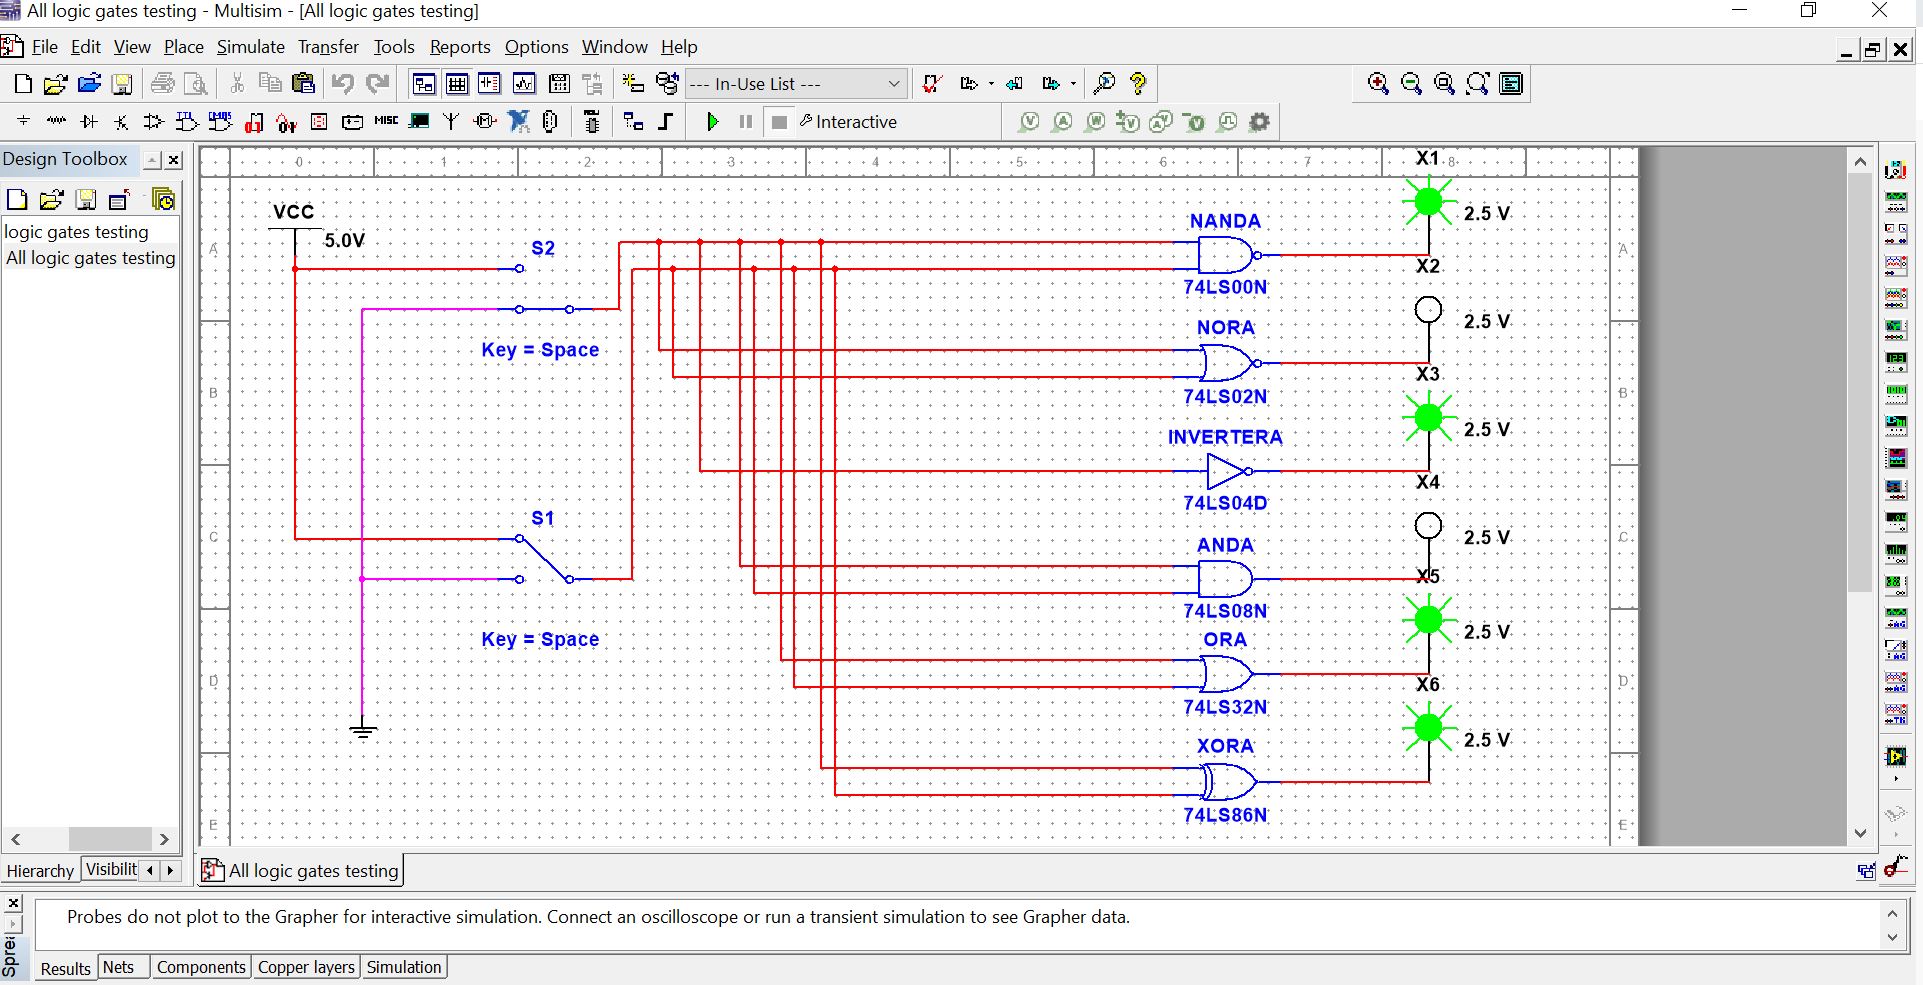 All logic gates testing - Multisim - [All logic gates testing]
File Edit View Place Simulate Transfer Tools Reports Options Window Help
--- In-Use List ---
MISC Interactive
Design Toolbox
logic gates testing
All logic gates testing
Hierarchy Visibilit
0 1 2 3 4 5 6 7 8
A A
B B
C C
D D
E E
VCC
5.0V
S2
Key = Space
S1
Key = Space
NANDA
74LS00N
NORA
74LS02N
INVERTERA
74LS04D
ANDA
74LS08N
ORA
74LS32N
XORA
74LS86N
X1
2.5 V
X2
2.5 V
X3
2.5 V
X4
2.5 V
X5
2.5 V
X6
2.5 V
All logic gates testing
Probes do not plot to the Grapher for interactive simulation. Connect an oscilloscope or run a transient simulation to see Grapher data.
Spre
Results Nets Components Copper layers Simulation